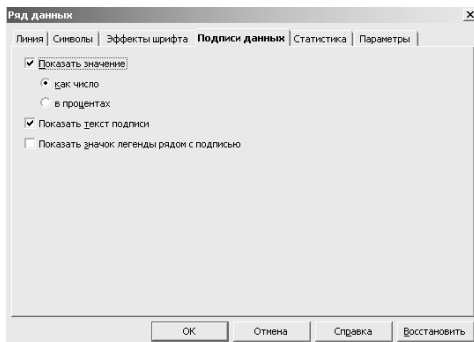 Ряд данных
Линия Символы Эффекты шрифта Подписи данных Статистика Параметры
Показать значение
как число
в процентах
Показать текст подписи
Показать значок легенды рядом с подписью
OK Отмена Справка Восстановить